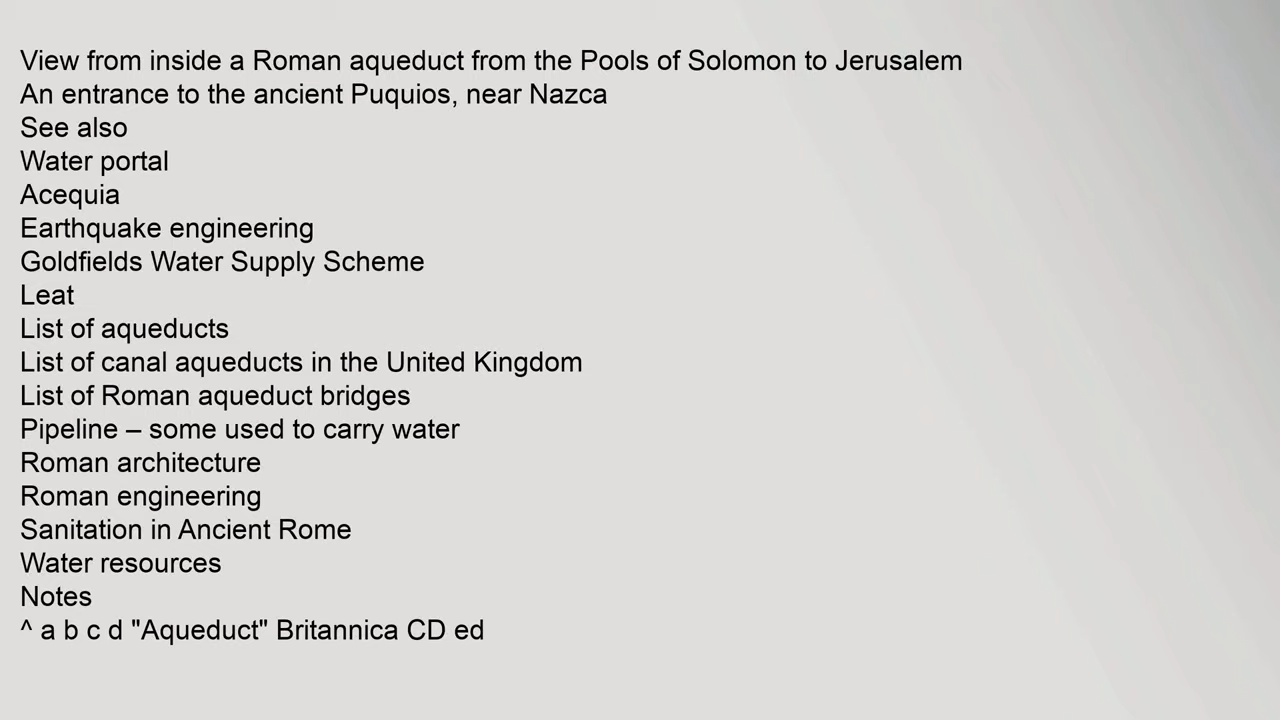 View from inside a Roman aqueduct from the Pools of Solomon to Jerusalem
An entrance to the ancient Puquios, near Nazca
See also
Water portal
Acequia
Earthquake engineering
Goldfields Water Supply Scheme
Leat
List of aqueducts
List of canal aqueducts in the United Kingdom
List of Roman aqueduct bridges
Pipeline – some used to carry water
Roman architecture
Roman engineering
Sanitation in Ancient Rome
Water resources
Notes
^ a b c d "Aqueduct" Britannica CD ed